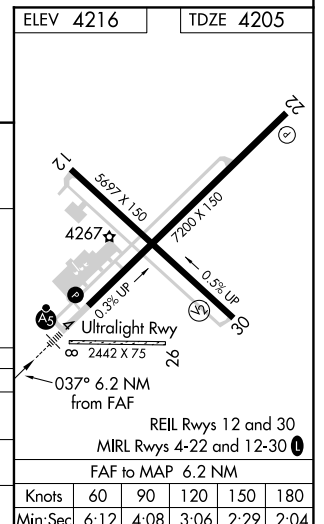 ELEV 4216 TDZE 4205
22
P
12
5697 X 150
7200 X 150
4267
0.5% UP
0.3% UP
P
V2
A5
4
30
Ultralight Rwy
8 2442 X 75 26
037° 6.2 NM
from FAF
REIL Rwys 12 and 30
MIRL Rwys 4-22 and 12-30 L
FAF to MAP 6.2 NM
Knots 60 90 120 150 180
Min:Sec 6:12 4:08 3:06 2:29 2:04